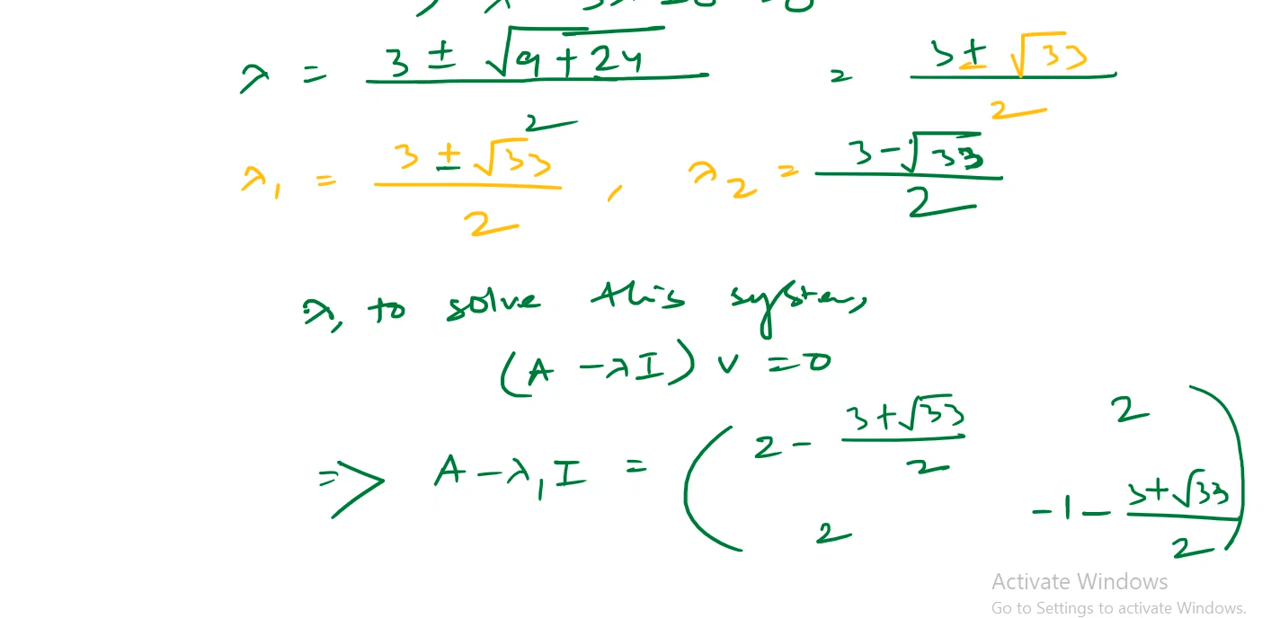 λ = (3 ± √(9 + 24)) / 2 = (3 ± √33) / 2
λ₁ = (3 ± √33) / 2 , λ₂ = (3 - √33) / 2
λ₁ to solve this system,
(A - λI) v = 0
=> A - λ₁ I = ( 2 - (3 + √33) / 2 2
2 -1 - (3 + √33) / 2 )
Activate Windows
Go to Settings to activate Windows.